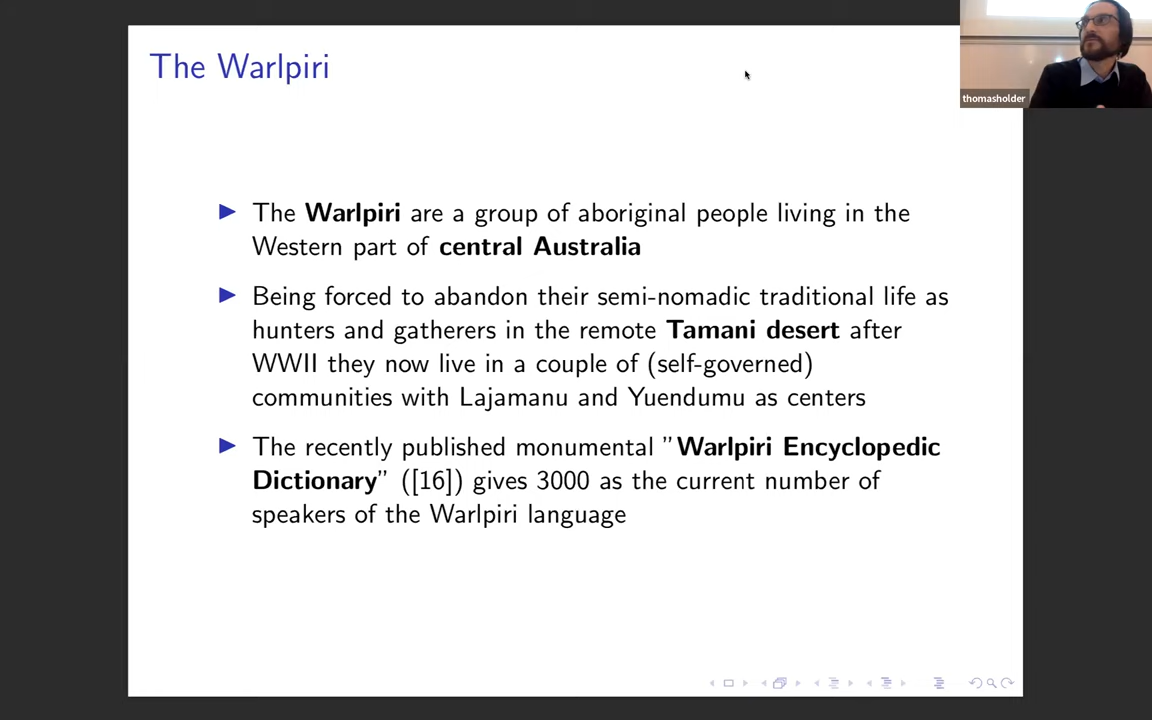 The Warlpiri
thomasholder
▶ The Warlpiri are a group of aboriginal people living in the
Western part of central Australia
▶ Being forced to abandon their semi-nomadic traditional life as
hunters and gatherers in the remote Tamani desert after
WWII they now live in a couple of (self-governed)
communities with Lajamanu and Yuendumu as centers
▶ The recently published monumental ”Warlpiri Encyclopedic
Dictionary” ([16]) gives 3000 as the current number of
speakers of the Warlpiri language